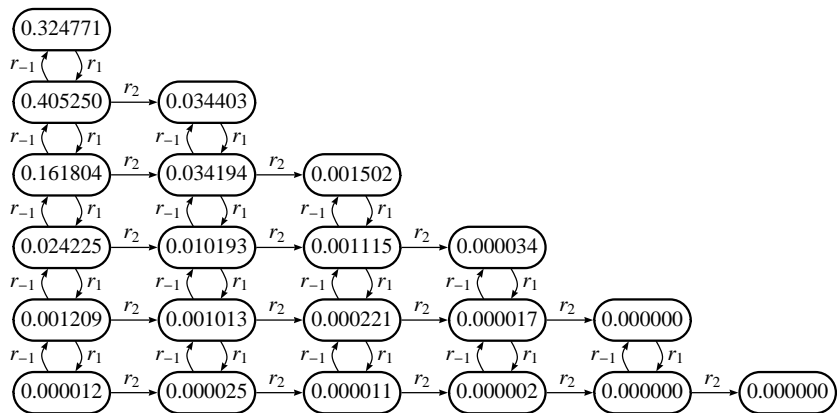 0.324771
r₋₁ r₁
0.405250 r₂ 0.034403
r₋₁ r₁ r₋₁ r₁
0.161804 r₂ 0.034194 r₂ 0.001502
r₋₁ r₁ r₋₁ r₁ r₋₁ r₁
0.024225 r₂ 0.010193 r₂ 0.001115 r₂ 0.000034
r₋₁ r₁ r₋₁ r₁ r₋₁ r₁ r₋₁ r₁
0.001209 r₂ 0.001013 r₂ 0.000221 r₂ 0.000017 r₂ 0.000000
r₋₁ r₁ r₋₁ r₁ r₋₁ r₁ r₋₁ r₁ r₋₁ r₁
0.000012 r₂ 0.000025 r₂ 0.000011 r₂ 0.000002 r₂ 0.000000 r₂ 0.000000